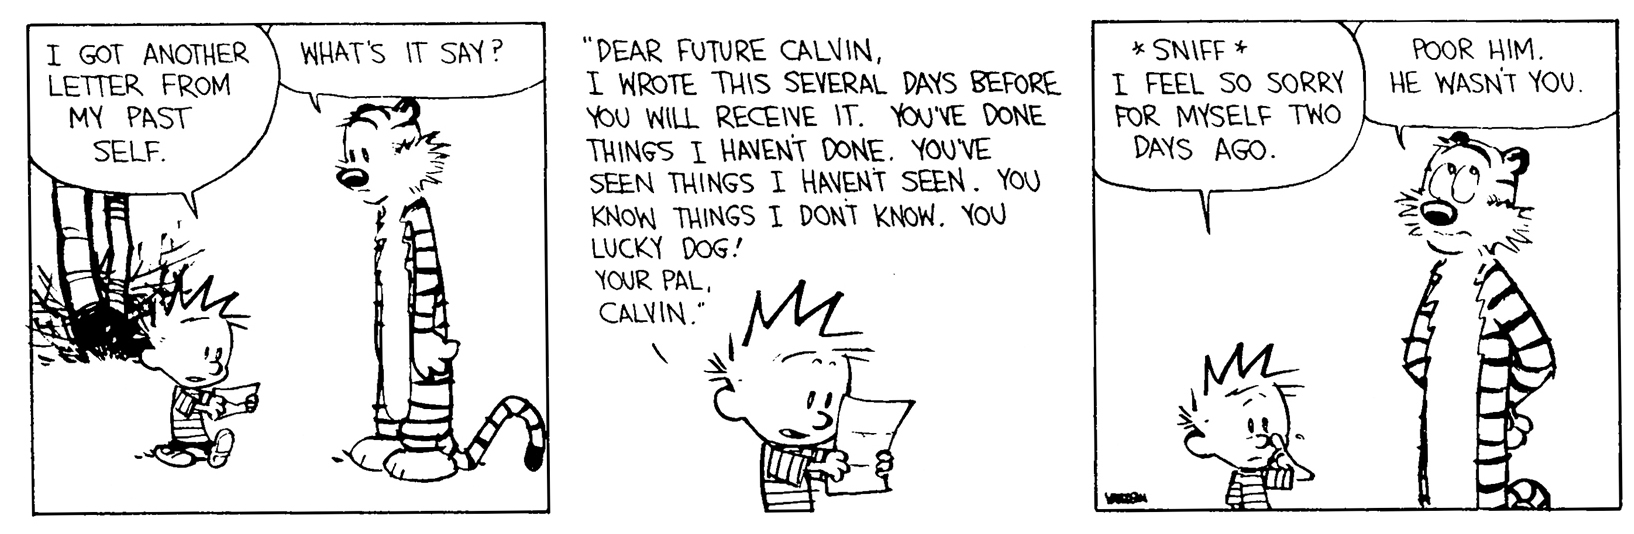 I GOT ANOTHER
LETTER FROM
MY PAST
SELF.
WHAT'S IT SAY?
"DEAR FUTURE CALVIN,
I WROTE THIS SEVERAL DAYS BEFORE
YOU WILL RECEIVE IT. YOU'VE DONE
THINGS I HAVEN'T DONE. YOU'VE
SEEN THINGS I HAVEN'T SEEN. YOU
KNOW THINGS I DON'T KNOW. YOU
LUCKY DOG!
YOUR PAL,
CALVIN."
*SNIFF*
I FEEL SO SORRY
FOR MYSELF TWO
DAYS AGO.
POOR HIM.
HE WASN'T YOU.
WATTERSON